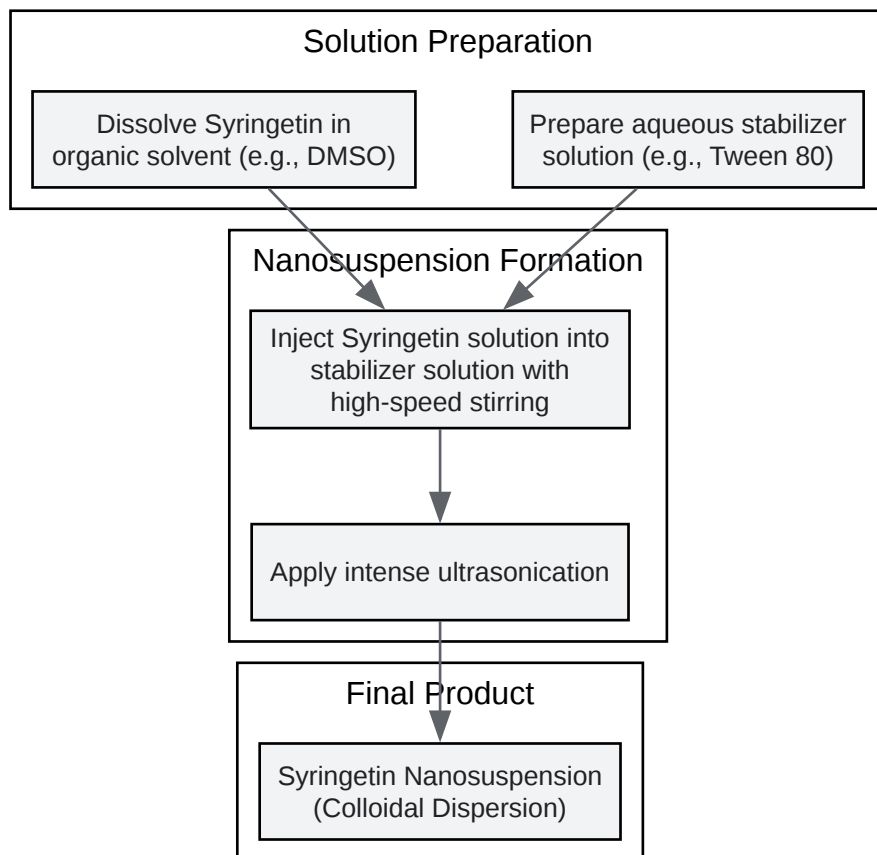 Solution Preparation
Dissolve Syringetin in
organic solvent (e.g., DMSO)
Prepare aqueous stabilizer
solution (e.g., Tween 80)
Nanosuspension Formation
Inject Syringetin solution into
stabilizer solution with
high-speed stirring
Apply intense ultrasonication
Final Product
Syringetin Nanosuspension
(Colloidal Dispersion)